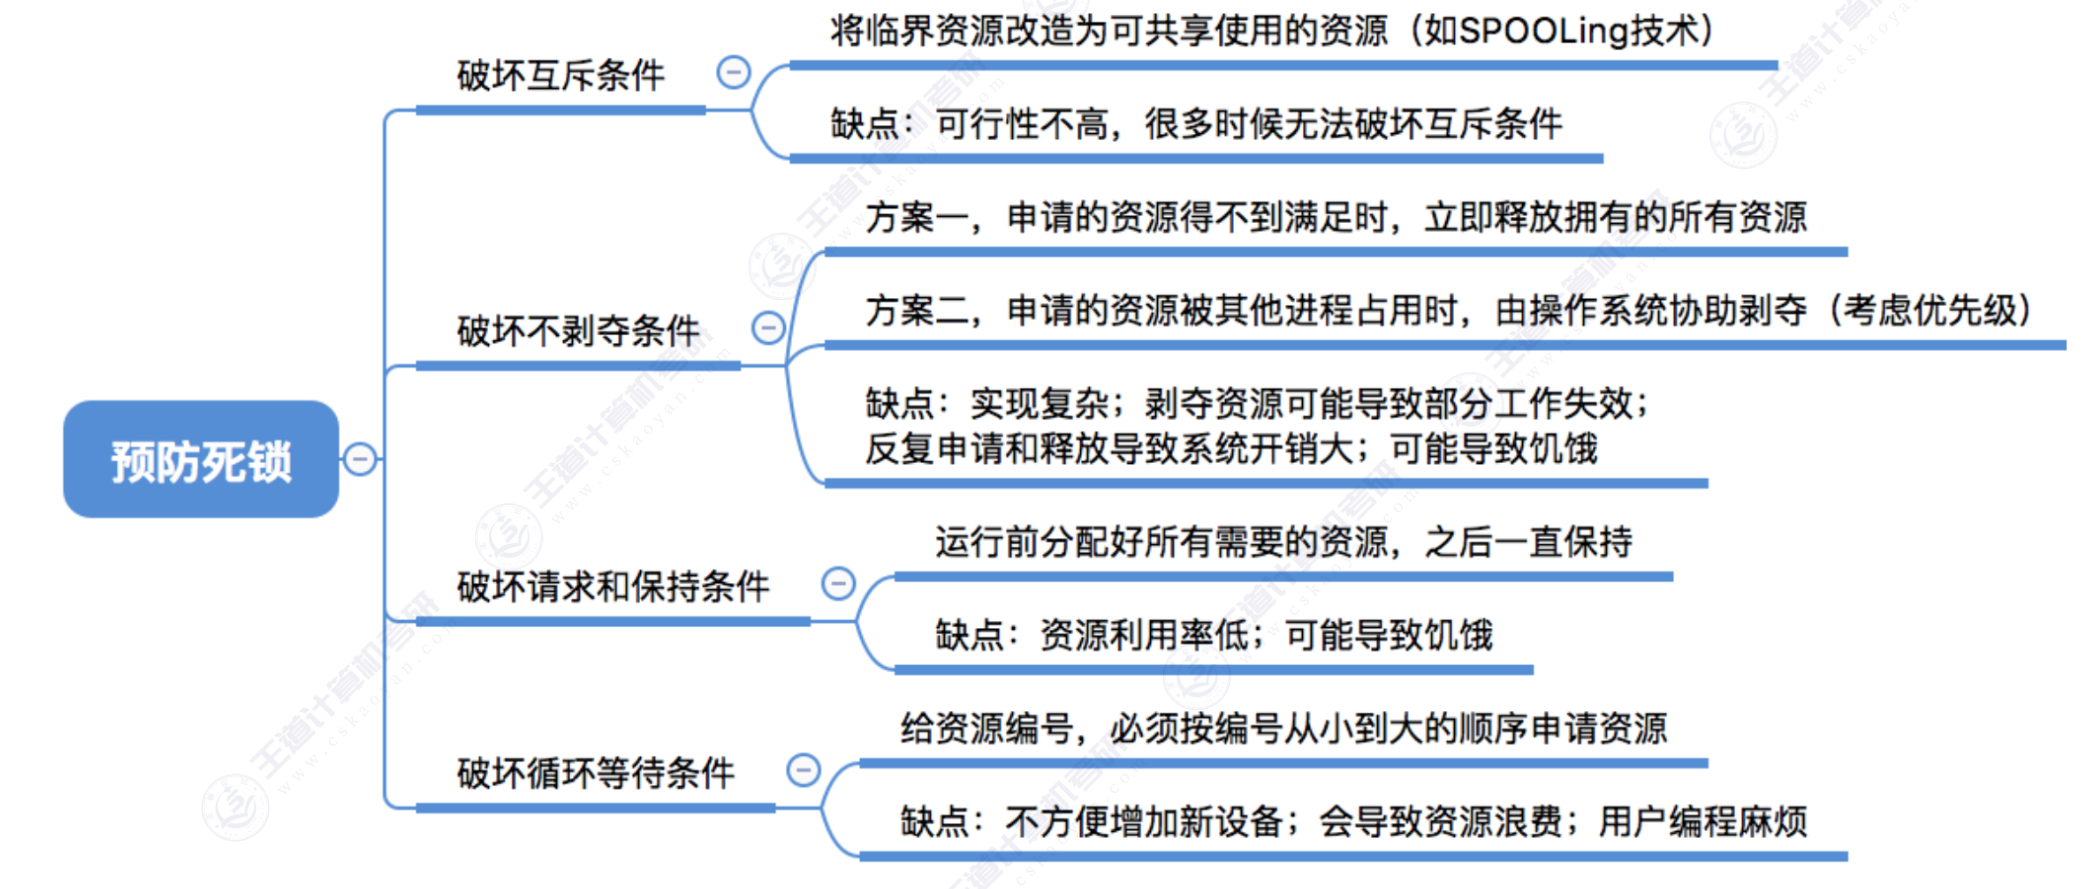 预防死锁
破坏互斥条件
将临界资源改造为可共享使用的资源（如SPOOLing技术）
缺点：可行性不高，很多时候无法破坏互斥条件
破坏不剥夺条件
方案一，申请的资源得不到满足时，立即释放拥有的所有资源
方案二，申请的资源被其他进程占用时，由操作系统协助剥夺（考虑优先级）
缺点：实现复杂；剥夺资源可能导致部分工作失效；
反复申请和释放导致系统开销大；可能导致饥饿
破坏请求和保持条件
运行前分配好所有需要的资源，之后一直保持
缺点：资源利用率低；可能导致饥饿
破坏循环等待条件
给资源编号，必须按编号从小到大的顺序申请资源
缺点：不方便增加新设备；会导致资源浪费；用户编程麻烦
王道计算机考研
www.cskaoyan.com